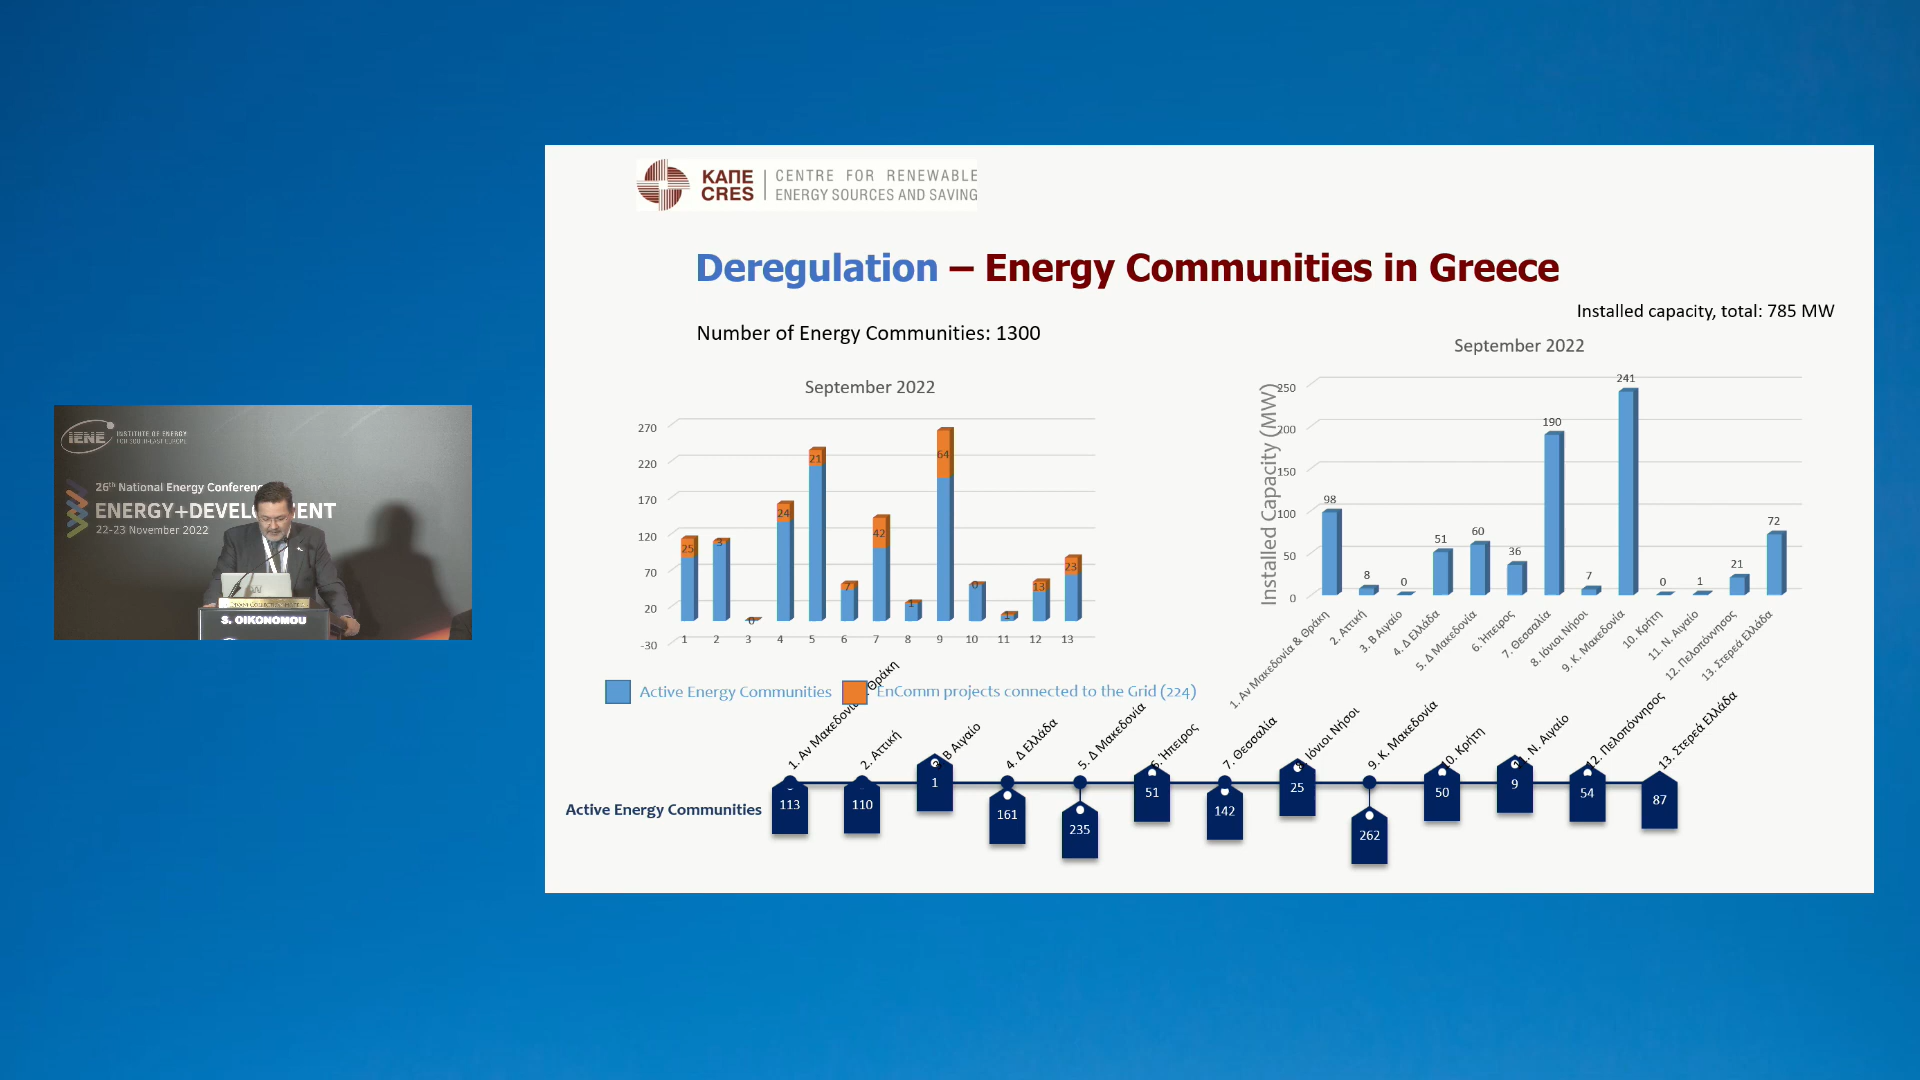 IENE INSTITUTE OF ENERGY
FOR SOUTH-EAST EUROPE
26th National Energy Conference
ENERGY+DEVELOPMENT
22-23 November 2022
S. OIKONOMOU
ΚΑΠΕ CENTRE FOR RENEWABLE
CRES ENERGY SOURCES AND SAVING
Deregulation – Energy Communities in Greece
Installed capacity, total: 785 MW
Number of Energy Communities: 1300
September 2022
270
220
170
120
70
20
-30
25 3 0 24 21 7 42 1 64 0 1 13 23
1 2 3 4 5 6 7 8 9 10 11 12 13
Active Energy Communities
EnComm projects connected to the Grid (224)
September 2022
Installed Capacity (MW)
250
200
150
100
50
0
98 8 0 51 60 36 190 7 241 0 1 21 72
1. Αν Μακεδονία & Θράκη
2. Αττική
3. Β Αιγαίο
4. Δ Ελλάδα
5. Δ Μακεδονία
6. Ήπειρος
7. Θεσσαλία
8. Ιόνιοι Νήσοι
9. Κ. Μακεδονία
10. Κρήτη
11. Ν. Αιγαίο
12. Πελοπόννησος
13. Στερεά Ελλάδα
1. Αν Μακεδονία Θράκη
2. Αττική
Β Αιγαίο
4. Δ Ελλάδα
5. Δ Μακεδονία
6. Ήπειρος
7. Θεσσαλία
Ιόνιοι Νήσοι
9. Κ. Μακεδονία
10. Κρήτη
Ν. Αιγαίο
12. Πελοπόννησος
13. Στερεά Ελλάδα
Active Energy Communities
113 110 1 161 235 51 142 25 262 50 9 54 87